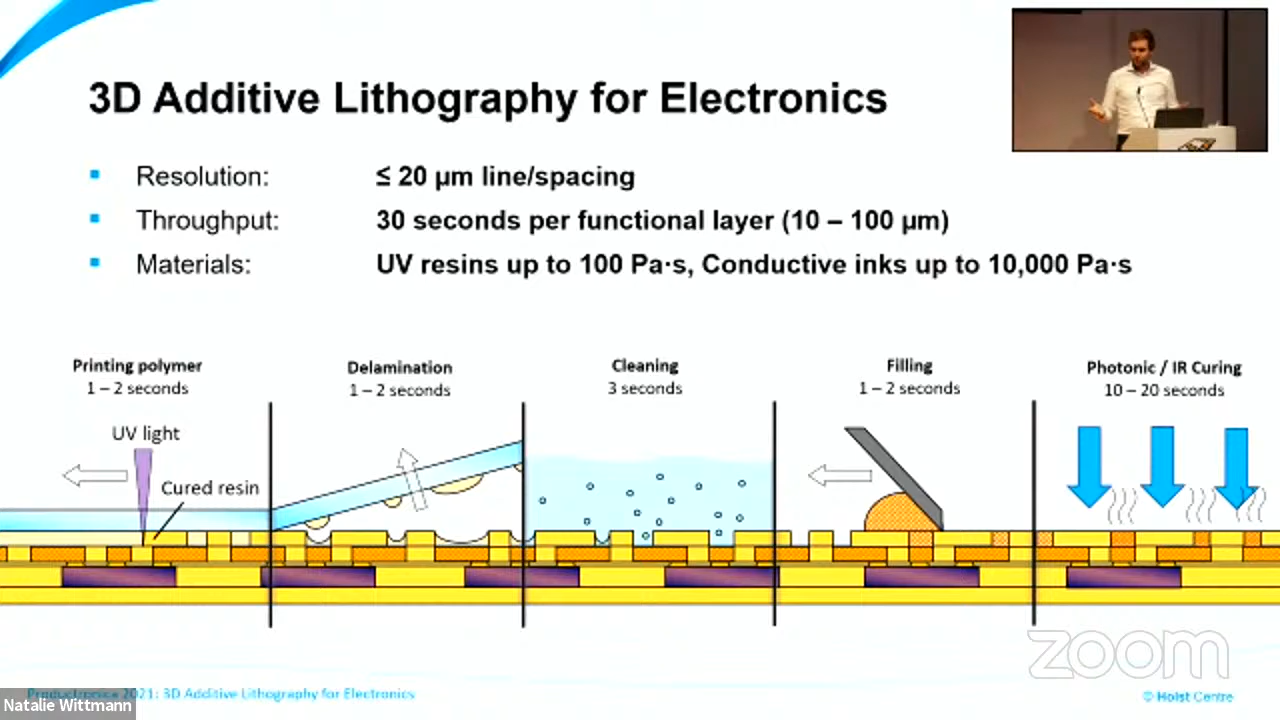 3D Additive Lithography for Electronics
Resolution: ≤ 20 µm line/spacing
Throughput: 30 seconds per functional layer (10 – 100 µm)
Materials: UV resins up to 100 Pa·s, Conductive inks up to 10,000 Pa·s
Printing polymer
1 – 2 seconds
Delamination
1 – 2 seconds
Cleaning
3 seconds
Filling
1 – 2 seconds
Photonic / IR Curing
10 – 20 seconds
UV light
Cured resin
zoom
Productronica 2021: 3D Additive Lithography for Electronics
© Holst Centre
Natalie Wittmann